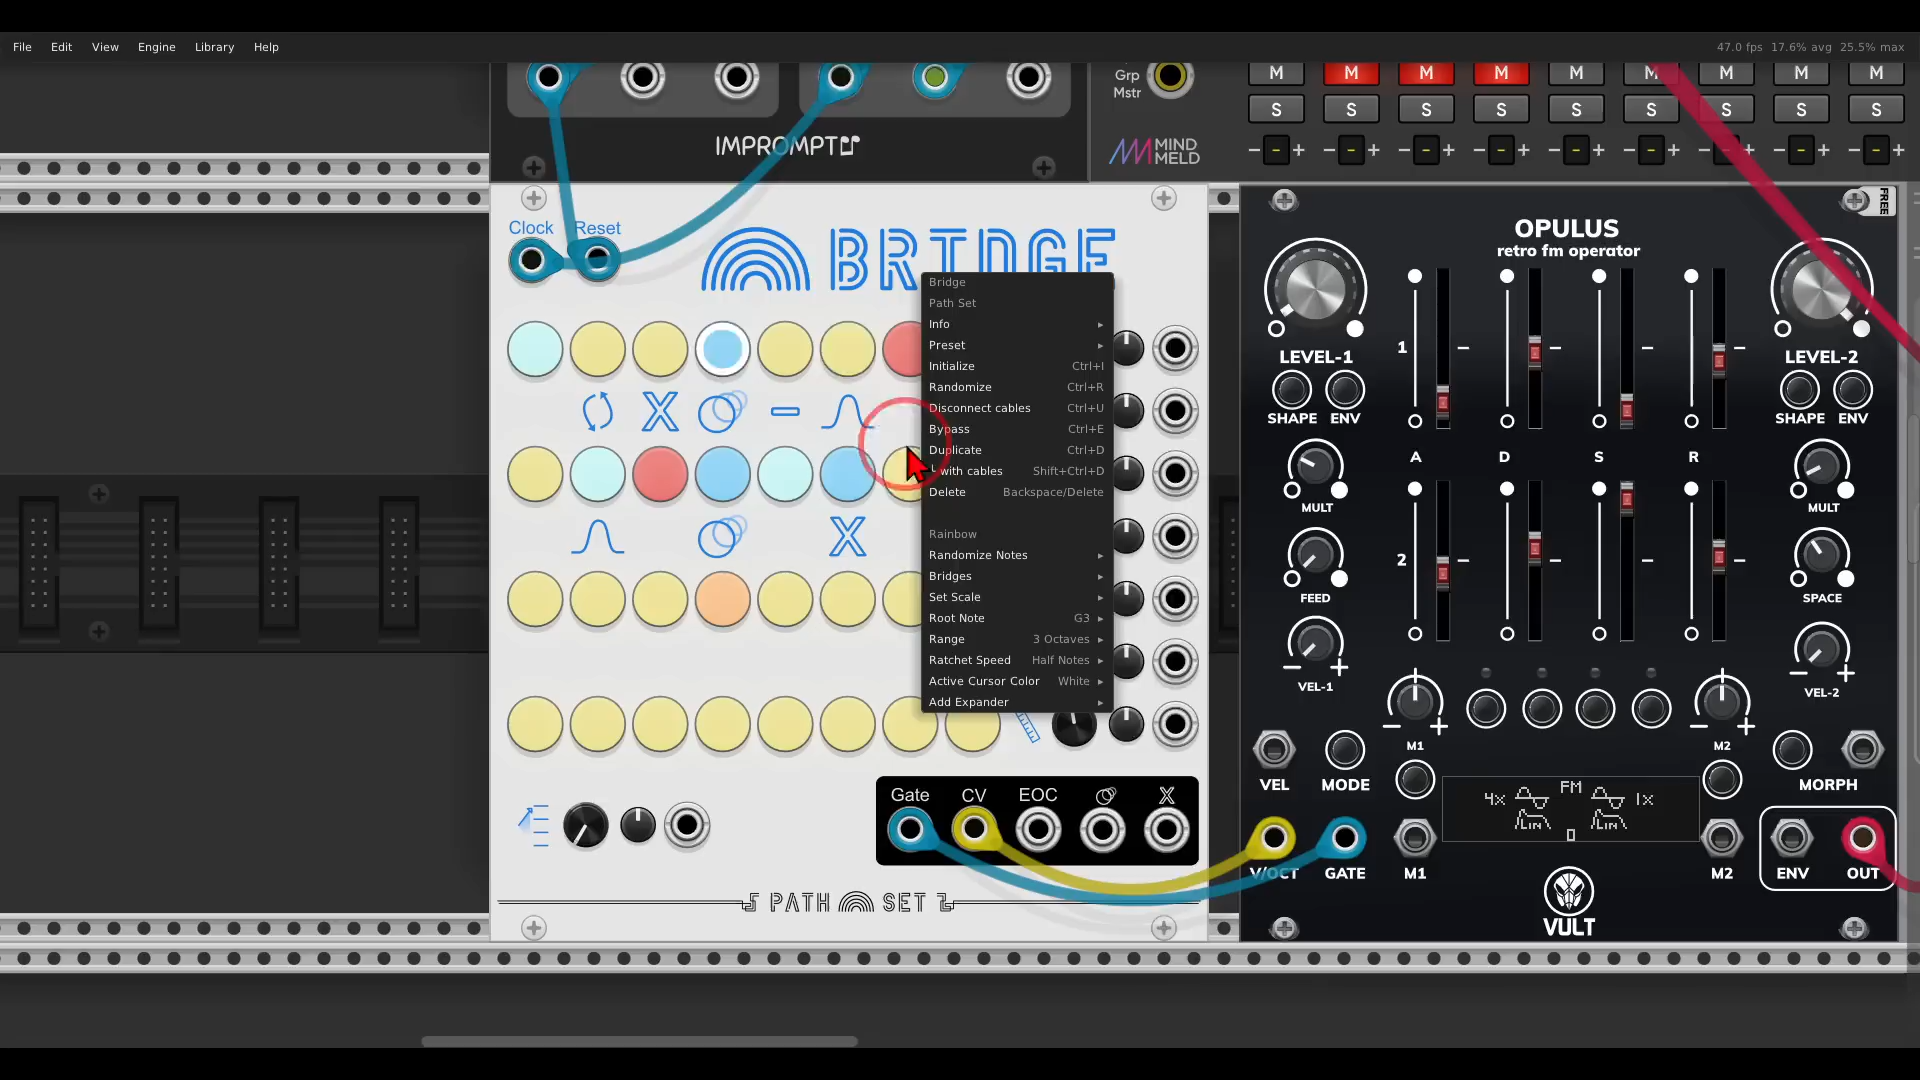 File Edit View Engine Library Help
47.0 fps 17.6% avg 25.5% max
Grp
Mstr
M M M M M M M M M
S S S S S S S S S
- - + - - + - - + - - + - - + - - + - - + - - + - - +
IMPROMPT
MIND
MELD
FREE
Clock Reset
BRIDGE
OPULUS
retro fm operator
Bridge
Path Set
Info
Preset
Initialize Ctrl+I
Randomize Ctrl+R
Disconnect cables Ctrl+U
Bypass Ctrl+E
Duplicate Ctrl+D
└ with cables Shift+Ctrl+D
Delete Backspace/Delete
Rainbow
Randomize Notes
Bridges
Set Scale
Root Note G3
Range 3 Octaves
Ratchet Speed Half Notes
Active Cursor Color White
Add Expander
X
X
LEVEL-1 1 LEVEL-2
SHAPE ENV SHAPE ENV
A D S R
MULT MULT
2
FEED SPACE
- + VEL-1 - + VEL-2
- + - +
M1 M2
VEL MODE MORPH
FM
4x 1x
LIN LIN
0
Gate CV EOC X
V/OCT GATE M1 M2 ENV OUT
PATH SET
VULT